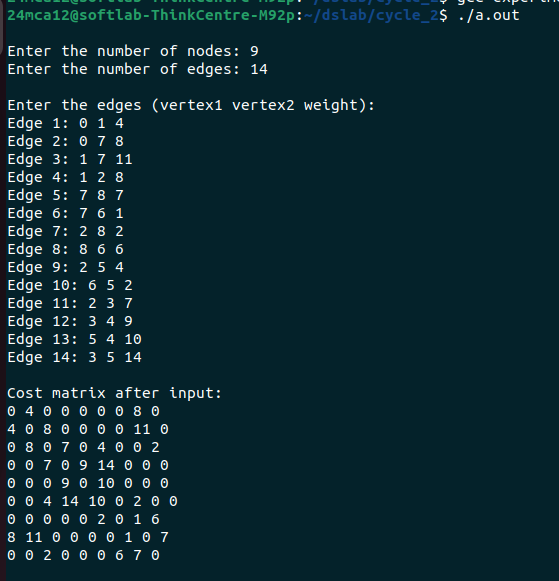 24mca12@softlab-ThinkCentre-M92p:~/dslab/cycle_2$ ./a.out
Enter the number of nodes: 9
Enter the number of edges: 14
Enter the edges (vertex1 vertex2 weight):
Edge 1: 0 1 4
Edge 2: 0 7 8
Edge 3: 1 7 11
Edge 4: 1 2 8
Edge 5: 7 8 7
Edge 6: 7 6 1
Edge 7: 2 8 2
Edge 8: 8 6 6
Edge 9: 2 5 4
Edge 10: 6 5 2
Edge 11: 2 3 7
Edge 12: 3 4 9
Edge 13: 5 4 10
Edge 14: 3 5 14
Cost matrix after input:
0 4 0 0 0 0 0 8 0
4 0 8 0 0 0 0 11 0
0 8 0 7 0 4 0 0 2
0 0 7 0 9 14 0 0 0
0 0 0 9 0 10 0 0 0
0 0 4 14 10 0 2 0 0
0 0 0 0 0 2 0 1 6
8 11 0 0 0 0 1 0 7
0 0 2 0 0 0 6 7 0